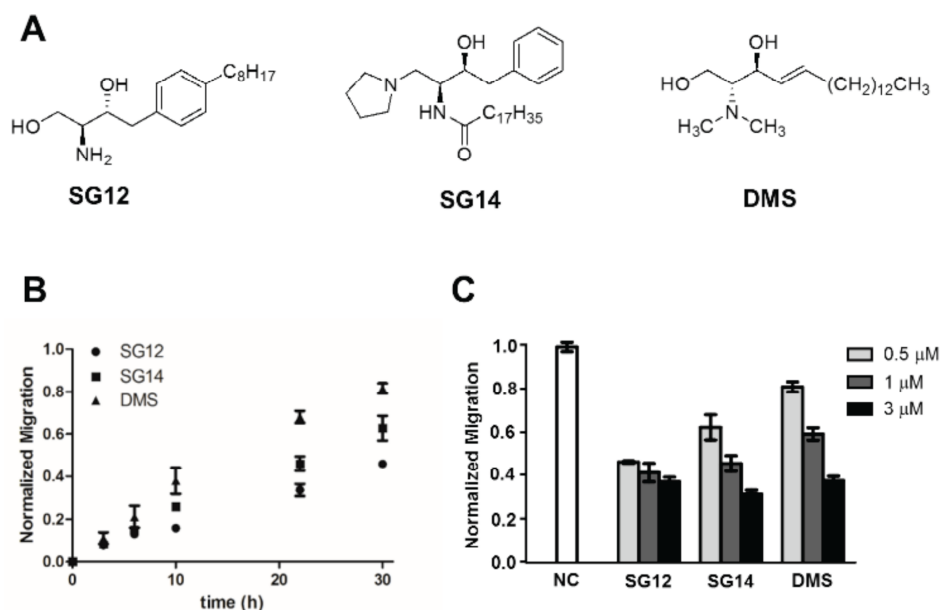 A
OH
HO
NH₂
C₈H₁₇
SG12
OH
N
HN
C₁₇H₃₅
O
SG14
OH
HO
(CH₂)₁₂CH₃
N
H₃C
CH₃
DMS
B
Normalized Migration
1.0
0.8
0.6
0.4
0.2
0.0
SG12
SG14
DMS
0
10
20
30
time (h)
C
Normalized Migration
1.0
0.8
0.6
0.4
0.2
0.0
NC
SG12
SG14
DMS
0.5 μM
1 μM
3 μM